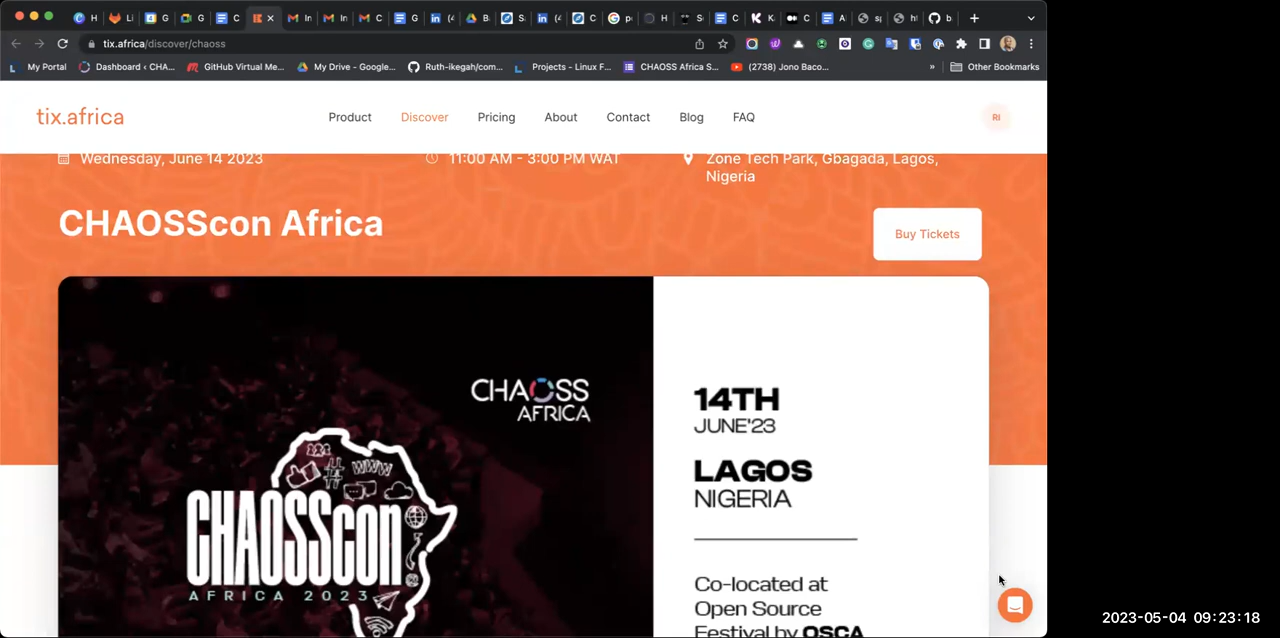 tix.africa/discover/chaoss
My Portal
Dashboard ‹ CHA...
GitHub Virtual Me...
My Drive - Google...
Ruth-ikegah/com...
Projects - Linux F...
CHAOSS Africa S...
(2738) Jono Baco...
»
Other Bookmarks
tix.africa
Product
Discover
Pricing
About
Contact
Blog
FAQ
RI
Wednesday, June 14 2023
11:00 AM - 3:00 PM WAT
Zone Tech Park, Gbagada, Lagos,
Nigeria
CHAOSScon Africa
Buy Tickets
CHAOSS
AFRICA
WWW
#
CHAOSScon
AFRICA 2023
14TH
JUNE'23
LAGOS
NIGERIA
Co-located at
Open Source
Festival by OSCA
2023-05-04 09:23:18